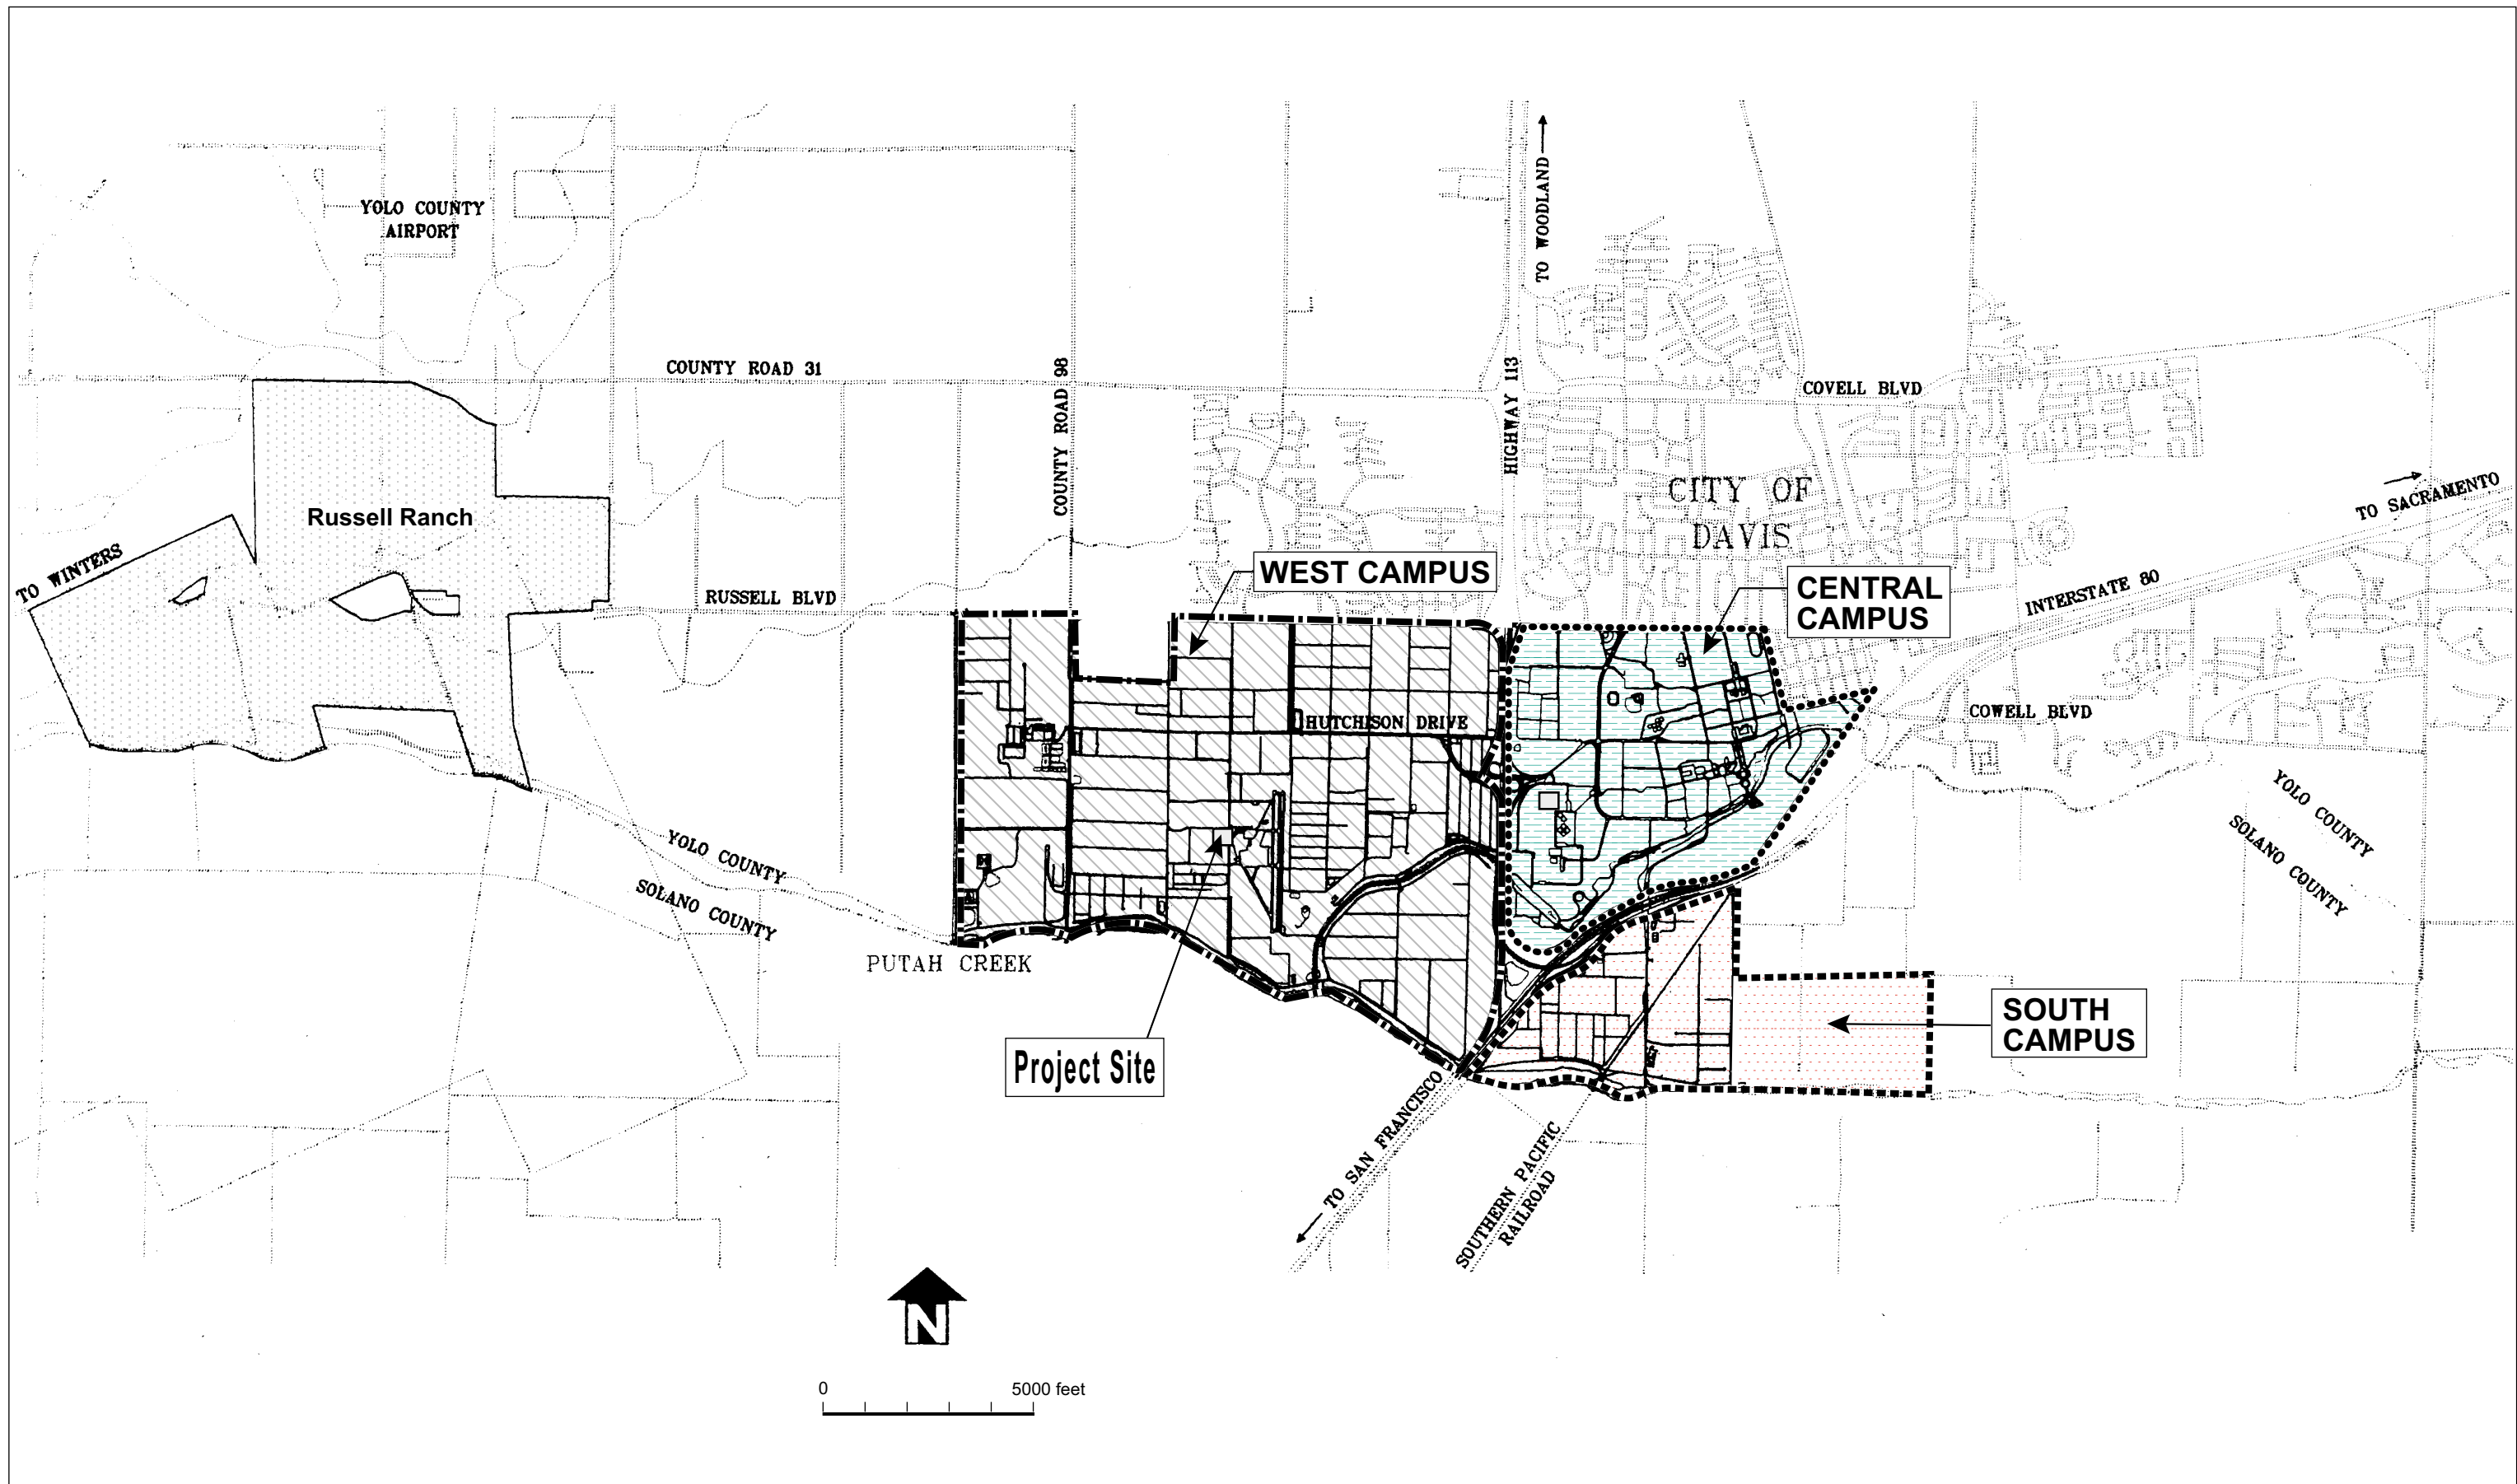 YOLO COUNTY
AIRPORT
TO WOODLAND
COUNTY ROAD 31
COUNTY ROAD 98
HIGHWAY 113
COVELL BLVD
CITY OF
DAVIS
TO SACRAMENTO
Russell Ranch
TO WINTERS
RUSSELL BLVD
WEST CAMPUS
CENTRAL
CAMPUS
INTERSTATE 80
HUTCHISON DRIVE
COWELL BLVD
YOLO COUNTY
SOLANO COUNTY
YOLO COUNTY
SOLANO COUNTY
PUTAH CREEK
Project Site
SOUTH
CAMPUS
TO SAN FRANCISCO
SOUTHERN PACIFIC
RAILROAD
N
0
5000 feet